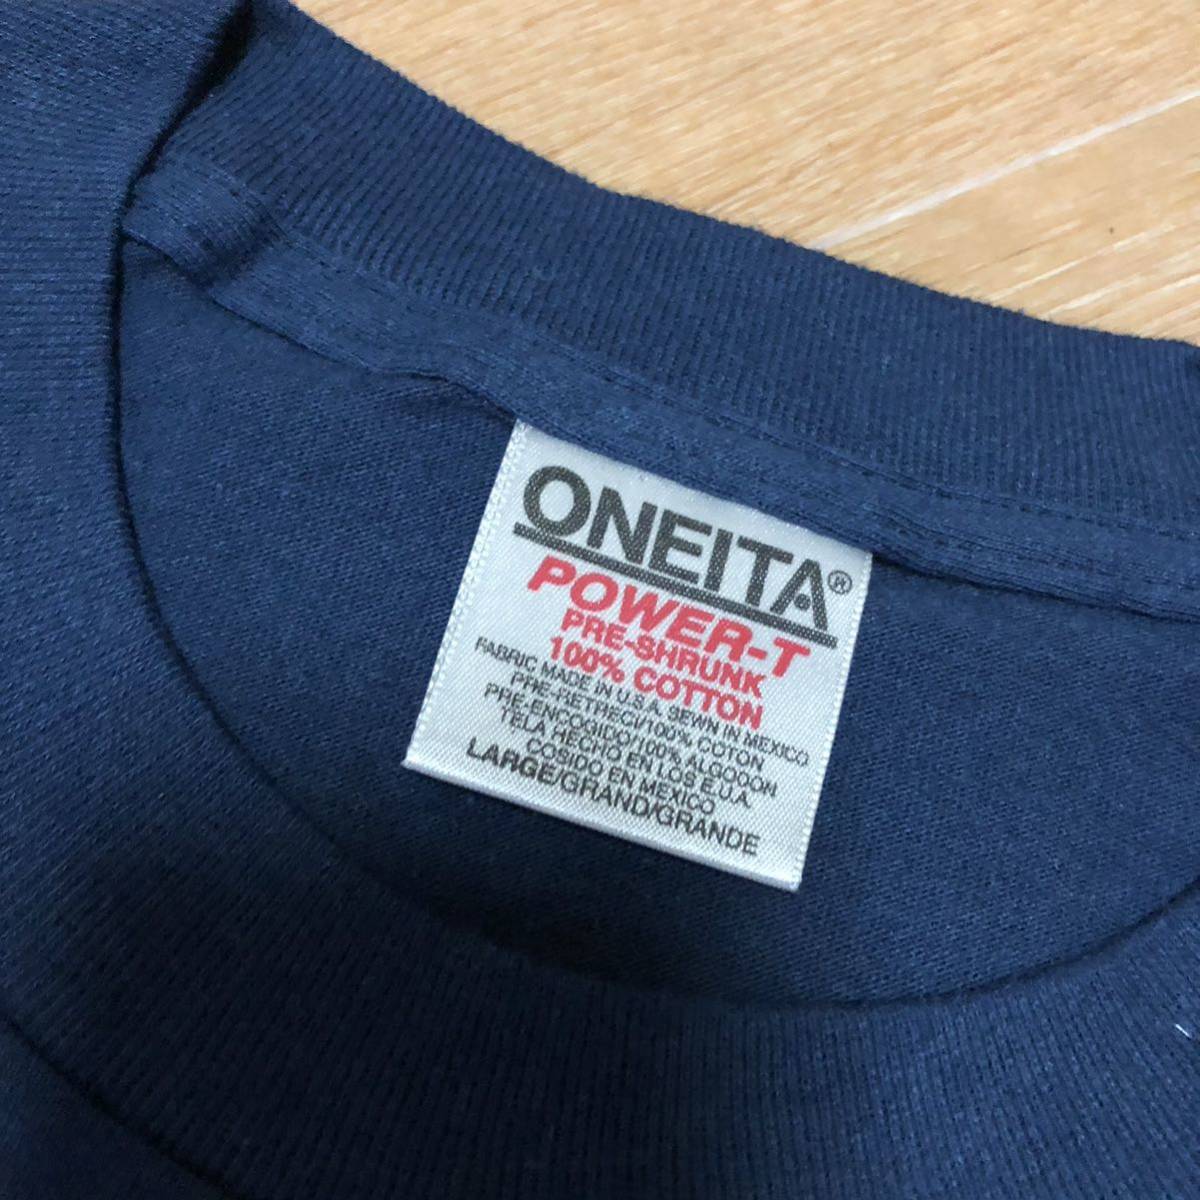 ONEITA®
POWER-T
PRE-SHRUNK
100% COTTON
FABRIC MADE IN U.S.A. SEWN IN MEXICO
PRE-RETRECI/100% COTON
PRE-ENCOGIDO/100% ALGODON
TELA HECHO EN LOS E.U.A.
COSIDO EN MEXICO
LARGE/GRAND/GRANDE